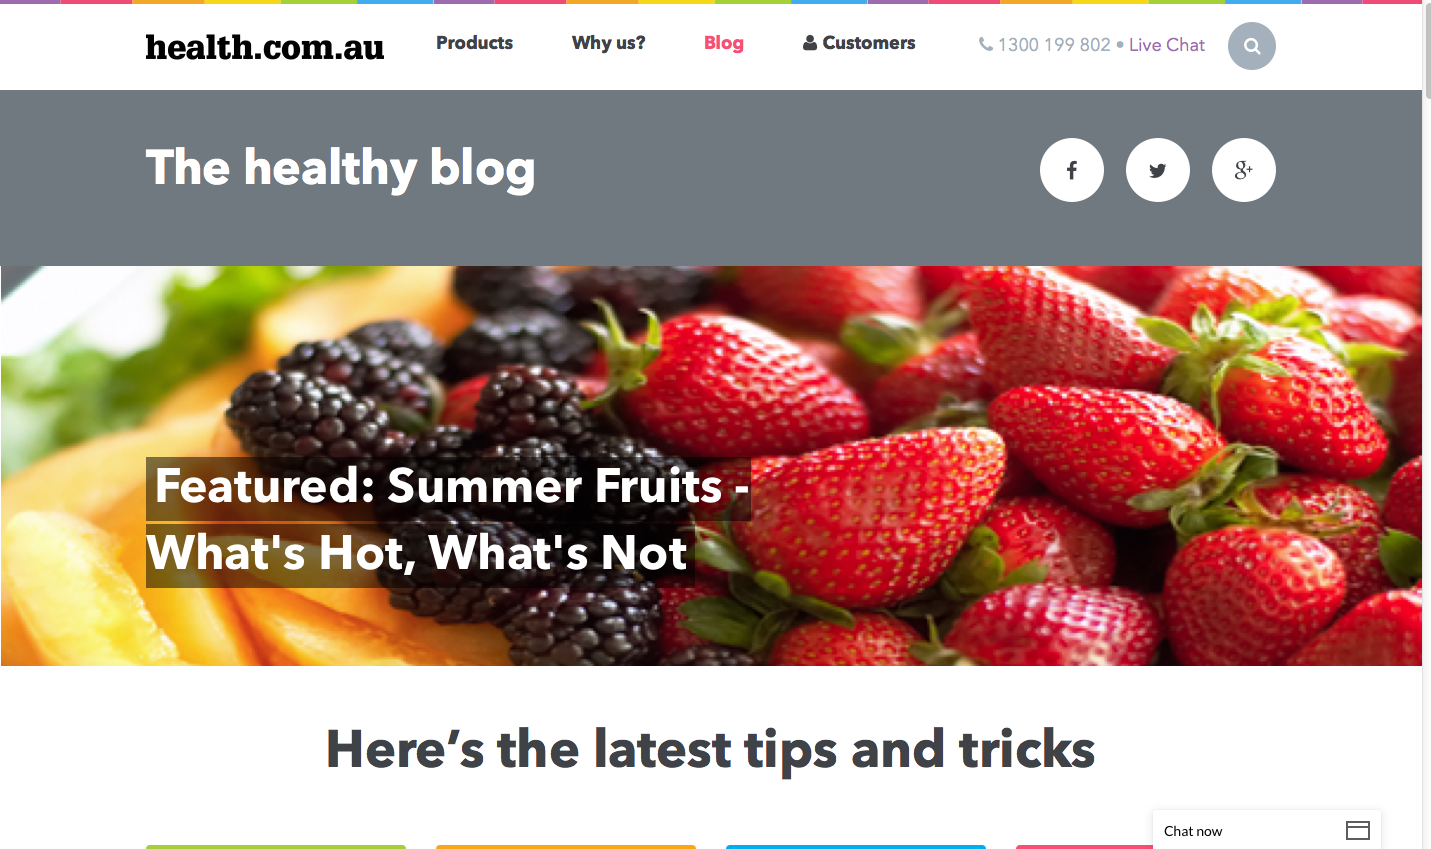 health.com.au
Products
Why us?
Blog
Customers
1300 199 802 • Live Chat
The healthy blog
Featured: Summer Fruits -
What's Hot, What's Not
Here’s the latest tips and tricks
Chat now